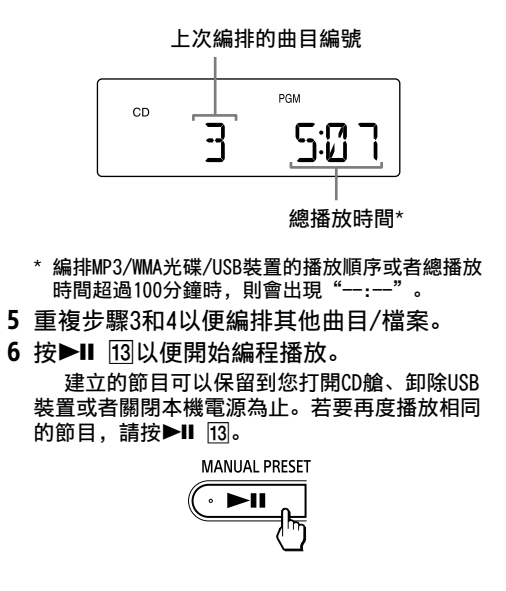 上次編排的曲目編號
CD
PGM
3
5:07
總播放時間*
* 編排MP3/WMA光碟/USB裝置的播放順序或者總播放
時間超過100分鐘時，則會出現“--:--”。
5 重複步驟3和4以便編排其他曲目/檔案。
6 按►II 13以便開始編程播放。
建立的節目可以保留到您打開CD艙、卸除USB
裝置或者關閉本機電源為止。若要再度播放相同
的節目，請按►II 13。
MANUAL PRESET
►II